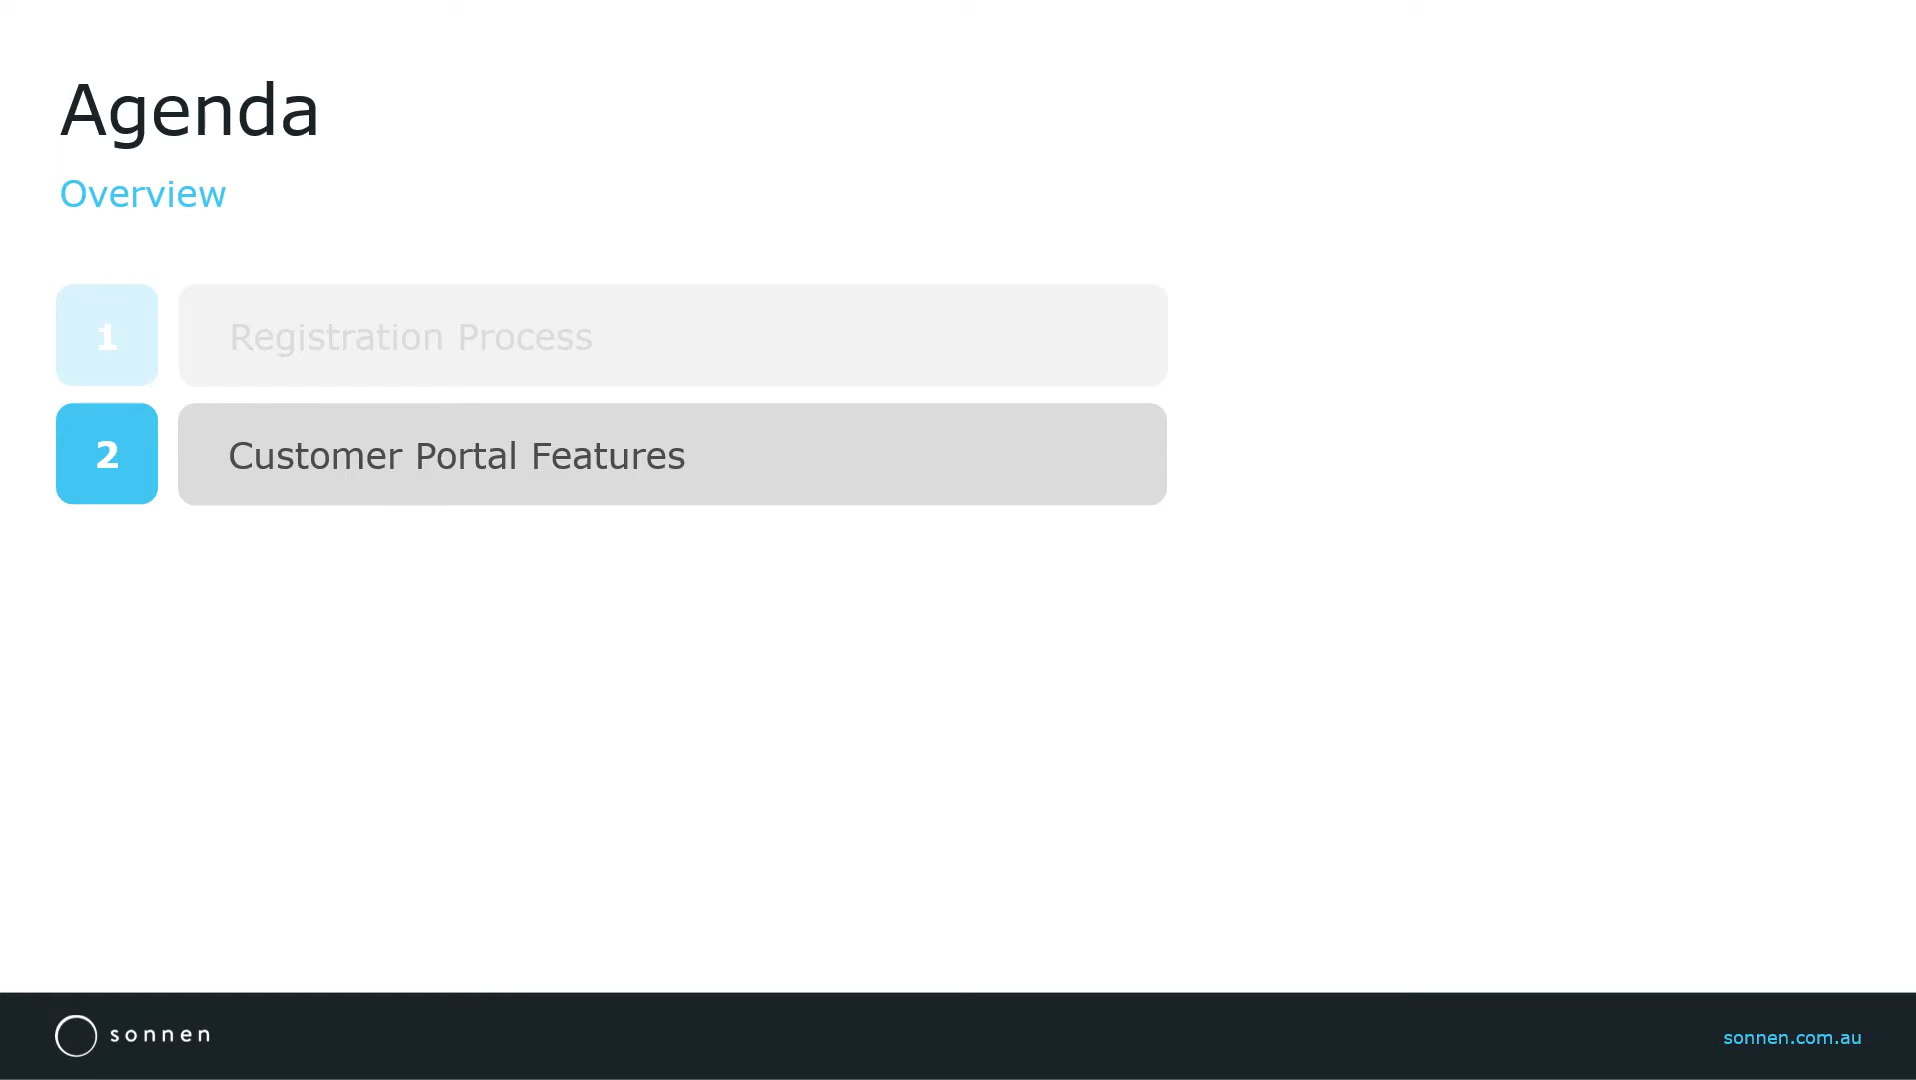 Agenda
Overview
1 Registration Process
2 Customer Portal Features
sonnen
sonnen.com.au